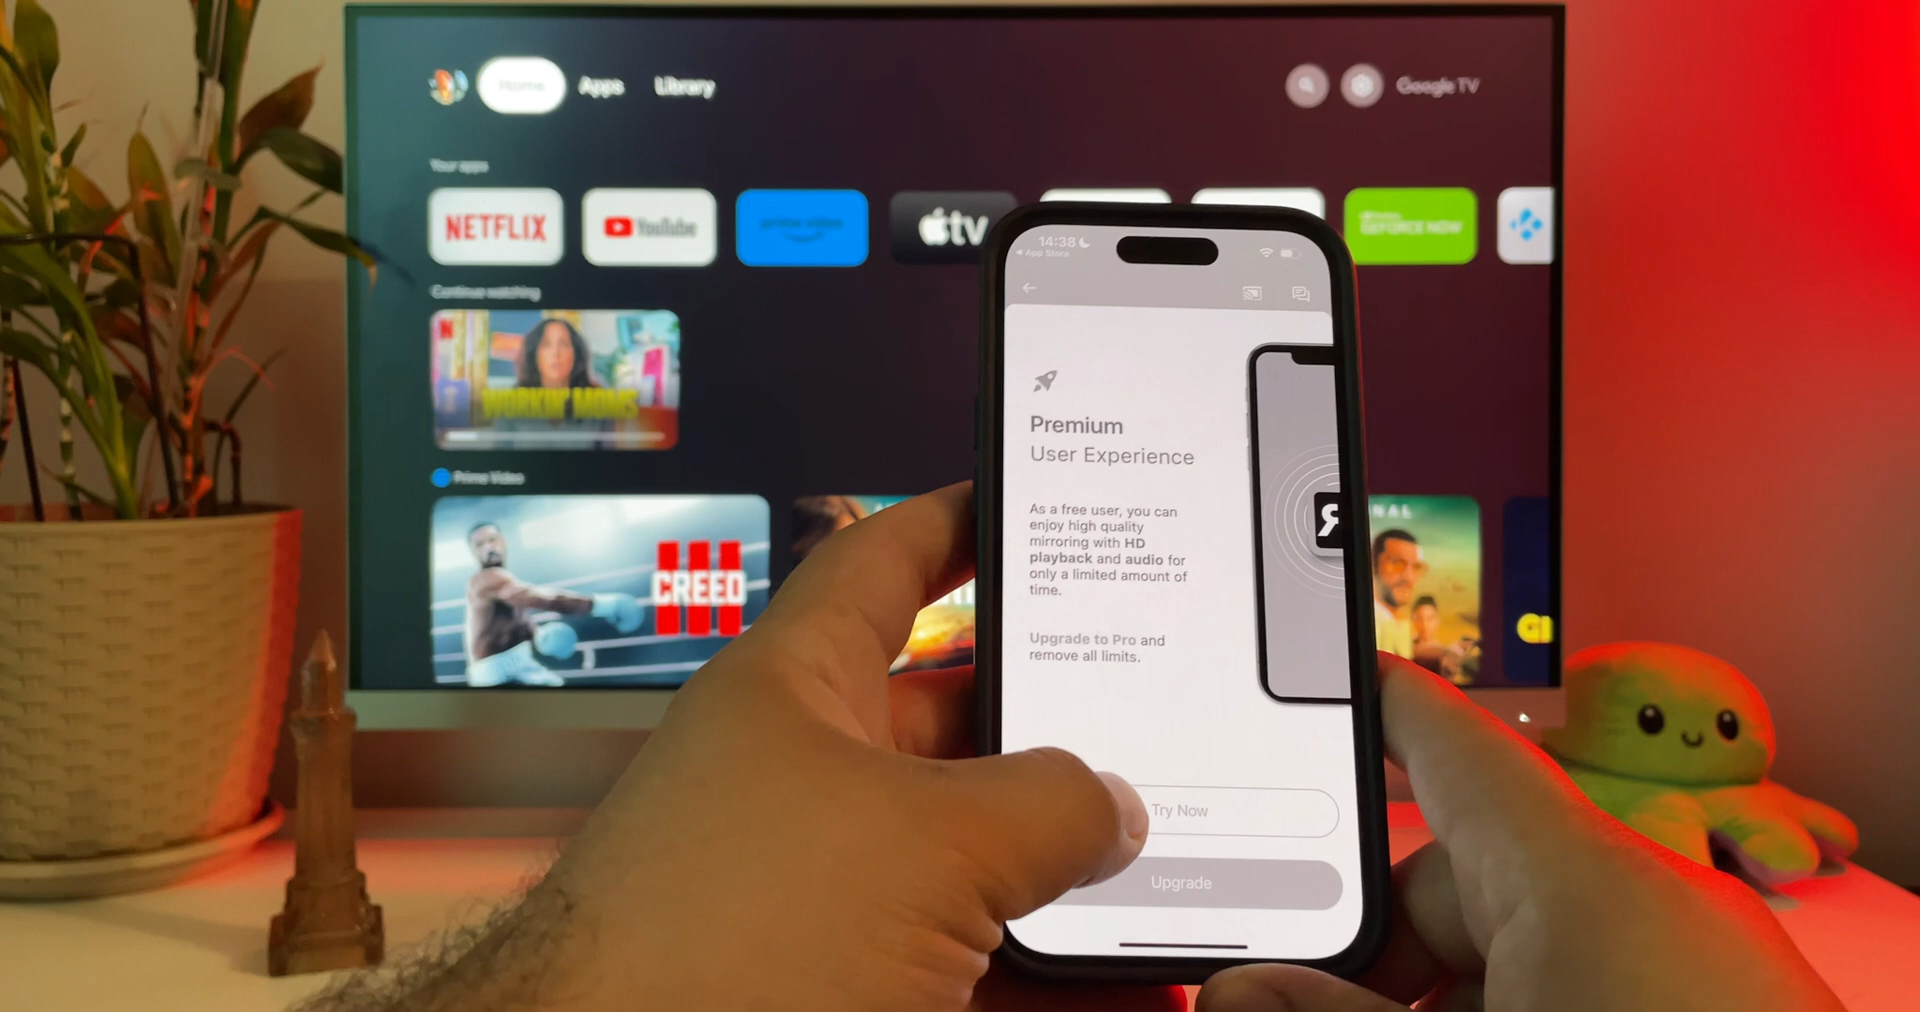 Home Apps Library
Google TV
Your apps
NETFLIX
YouTube
prime video
tv
GEFORCE NOW
Continue watching
N
WORKIN' MOMS
Prime Video
CREED
III
14:38
App Store
Premium
User Experience
As a free user, you can
enjoy high quality
mirroring with HD
playback and audio for
only a limited amount of
time.
Upgrade to Pro and
remove all limits.
Try Now
Upgrade